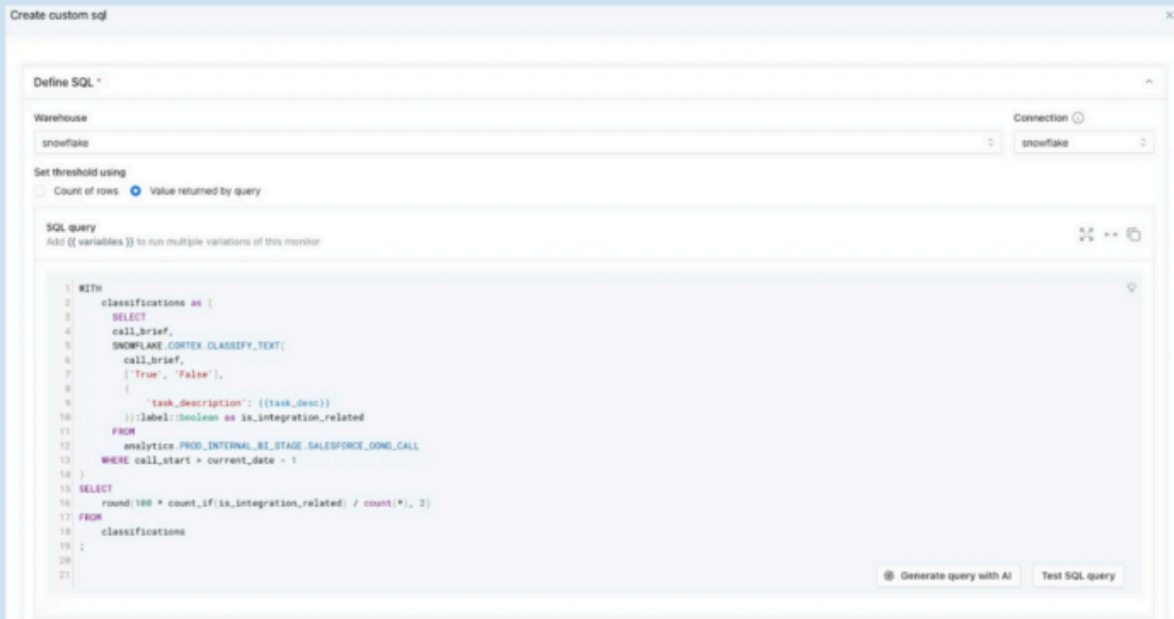 Create custom sql
Define SQL *
Warehouse
Connection
snowflake
snowflake
Set threshold using
Count of rows
Value returned by query
SQL query
Add {{ variables }} to run multiple variations of this monitor
1 WITH
2 classifications as (
3 SELECT
4 call_brief,
5 SNOWFLAKE.CORTEX.CLASSIFY_TEXT(
6 call_brief,
7 ['True', 'False'],
8 {
9 'task_description': {{task_desc}}
10 }):label::boolean as is_integration_related
11 FROM
12 analytics.PROD_INTERNAL_BI_STAGE.SALESFORCE_GONG_CALL
13 WHERE call_start > current_date - 1
14 )
15 SELECT
16 round(100 * count_if(is_integration_related) / count(*), 2)
17 FROM
18 classifications
19 ;
20
21
Generate query with AI
Test SQL query